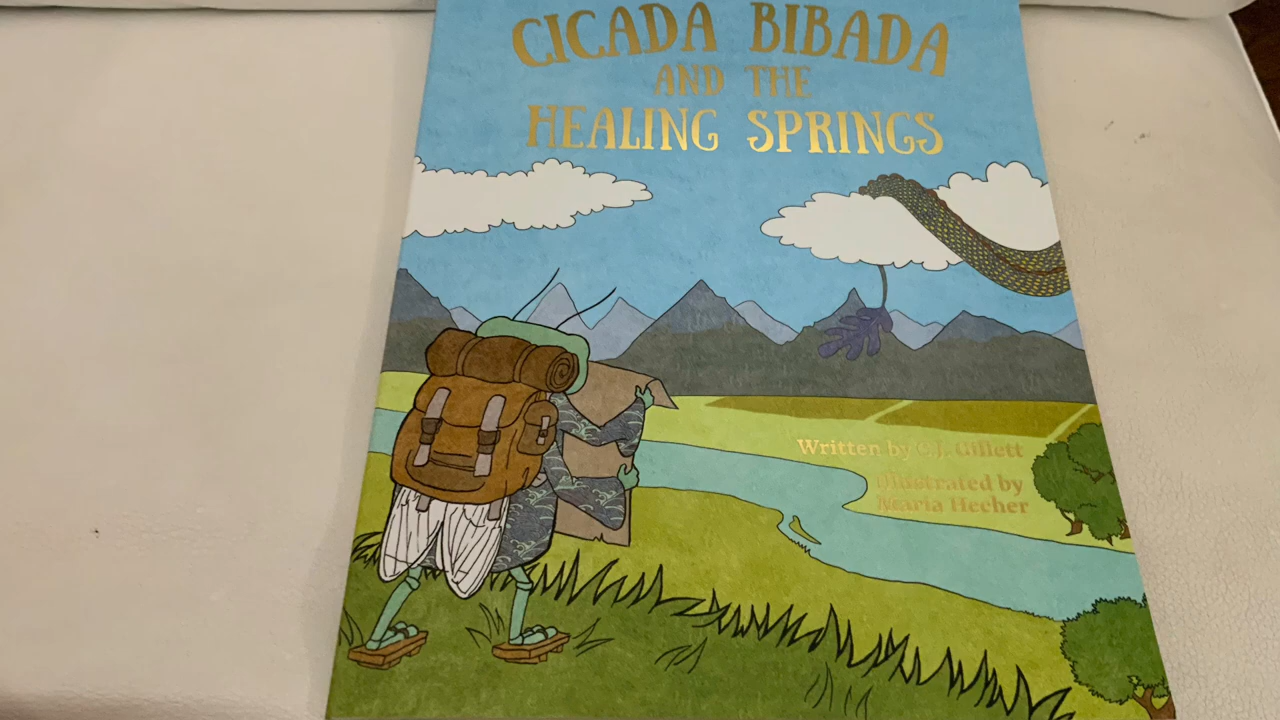 CICADA BIBADA
AND THE
HEALING SPRINGS
Written by C.J. Gillett
Illustrated by
Maria Hecher